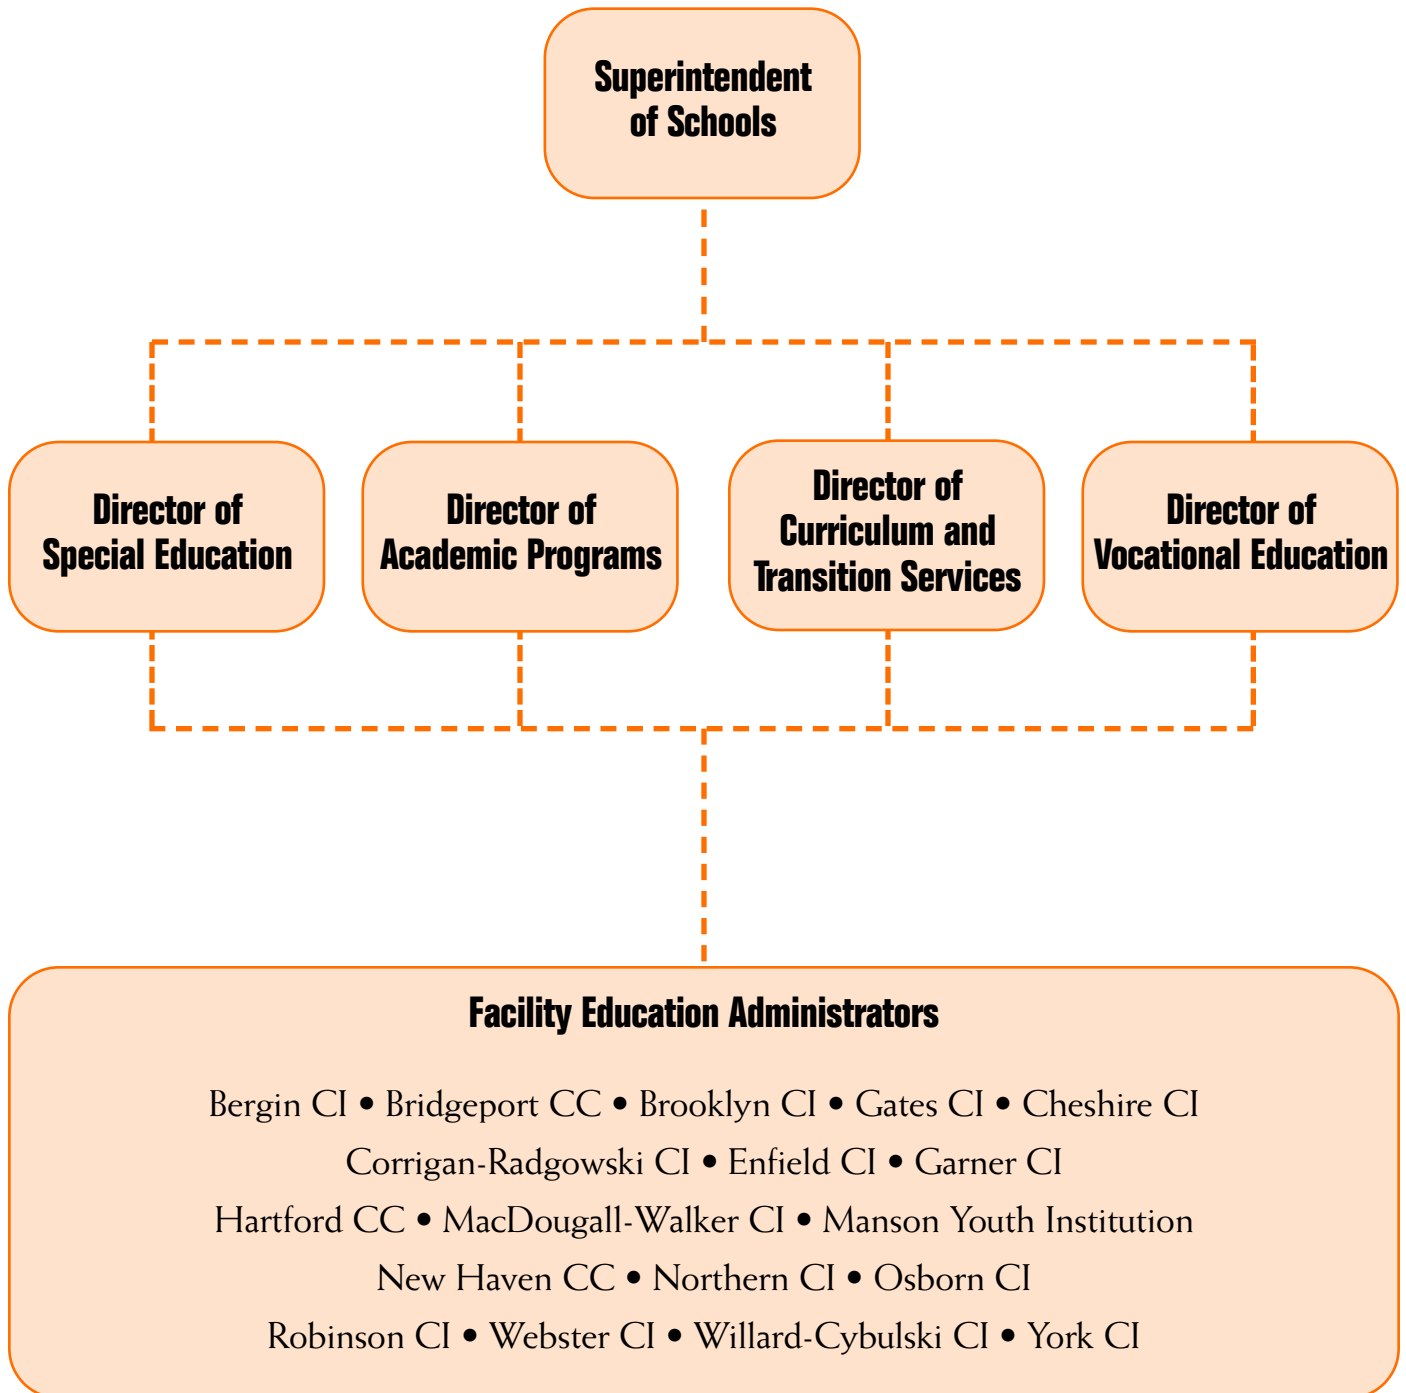 Superintendent
of Schools
Director of
Special Education
Director of
Academic Programs
Director of
Curriculum and
Transition Services
Director of
Vocational Education
Facility Education Administrators
Bergin CI • Bridgeport CC • Brooklyn CI • Gates CI • Cheshire CI
Corrigan-Radgowski CI • Enfield CI • Garner CI
Hartford CC • MacDougall-Walker CI • Manson Youth Institution
New Haven CC • Northern CI • Osborn CI
Robinson CI • Webster CI • Willard-Cybulski CI • York CI